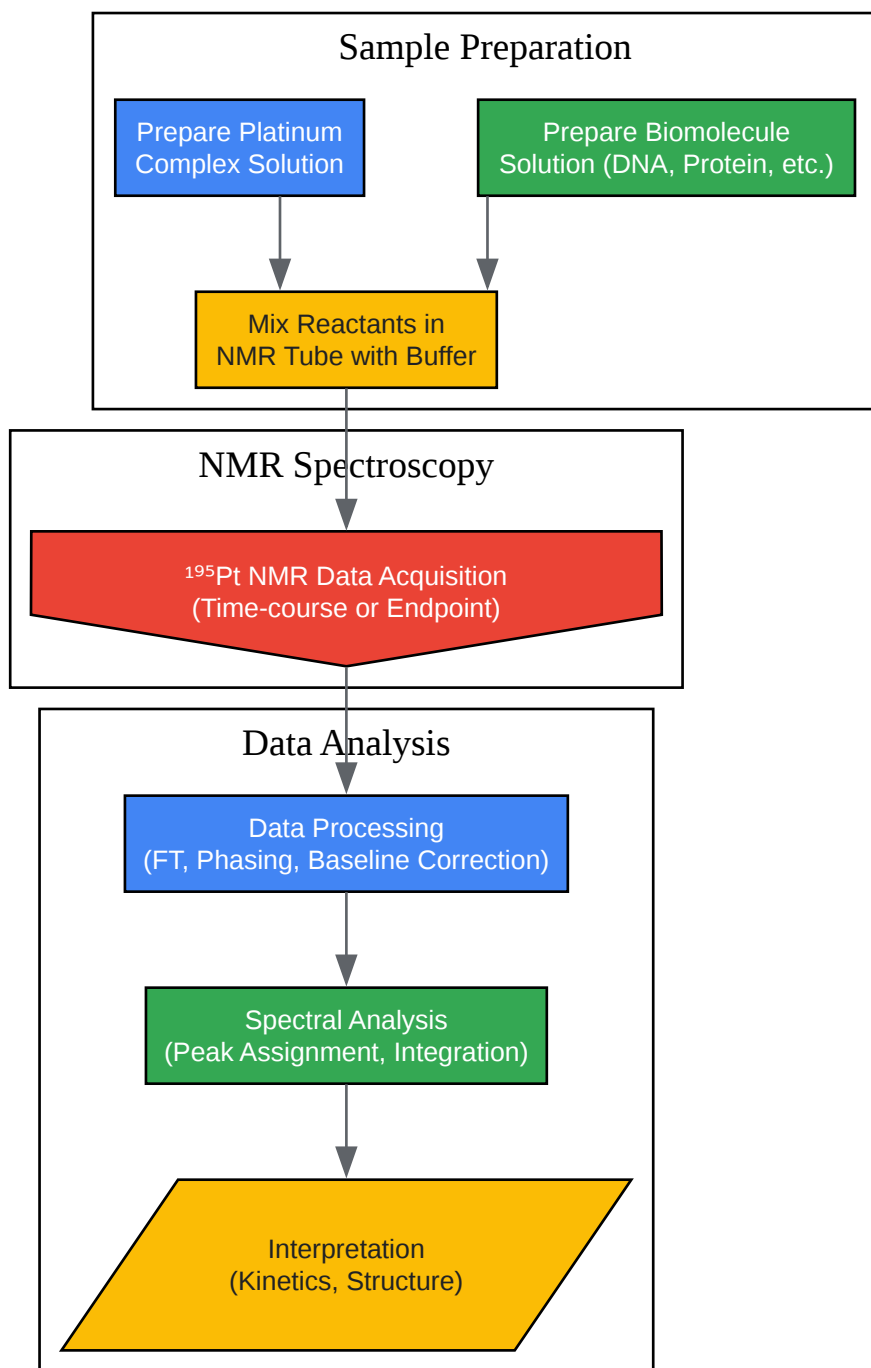 Sample Preparation
Prepare Platinum
Complex Solution
Prepare Biomolecule
Solution (DNA, Protein, etc.)
Mix Reactants in
NMR Tube with Buffer
NMR Spectroscopy
¹⁹⁵Pt NMR Data Acquisition
(Time-course or Endpoint)
Data Analysis
Data Processing
(FT, Phasing, Baseline Correction)
Spectral Analysis
(Peak Assignment, Integration)
Interpretation
(Kinetics, Structure)